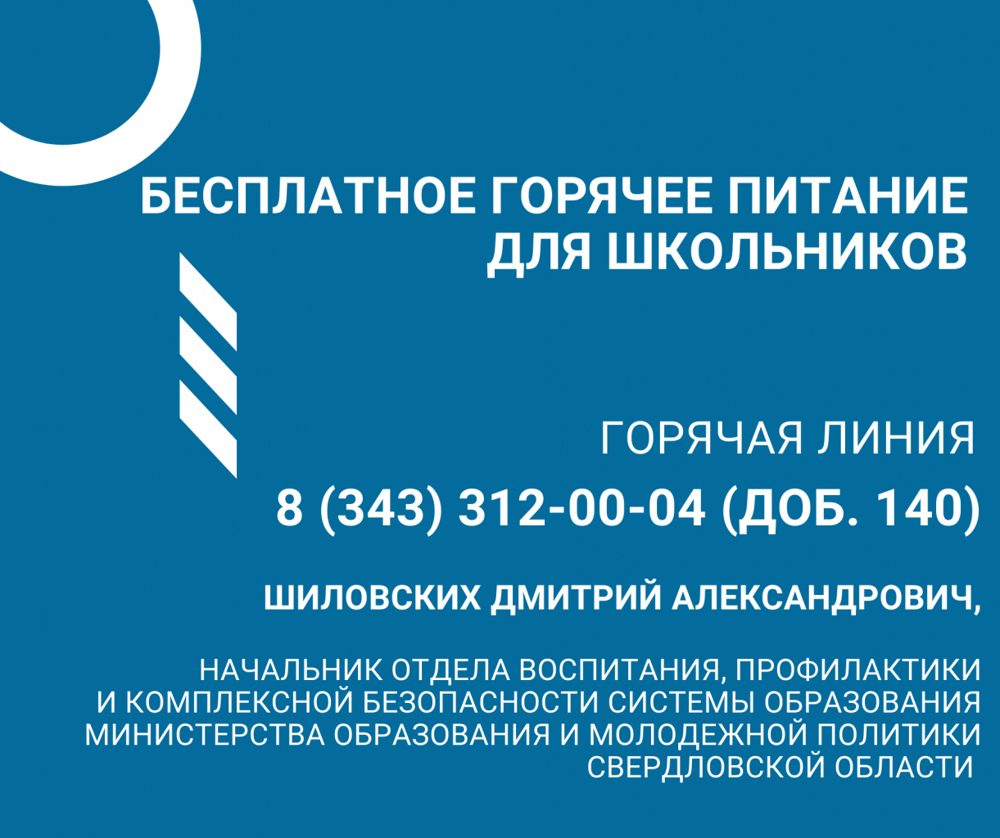 БЕСПЛАТНОЕ ГОРЯЧЕЕ ПИТАНИЕ
ДЛЯ ШКОЛЬНИКОВ
ГОРЯЧАЯ ЛИНИЯ
8 (343) 312-00-04 (ДОБ. 140)
ШИЛОВСКИХ ДМИТРИЙ АЛЕКСАНДРОВИЧ,
НАЧАЛЬНИК ОТДЕЛА ВОСПИТАНИЯ, ПРОФИЛАКТИКИ
И КОМПЛЕКСНОЙ БЕЗОПАСНОСТИ СИСТЕМЫ ОБРАЗОВАНИЯ
МИНИСТЕРСТВА ОБРАЗОВАНИЯ И МОЛОДЕЖНОЙ ПОЛИТИКИ
СВЕРДЛОВСКОЙ ОБЛАСТИ